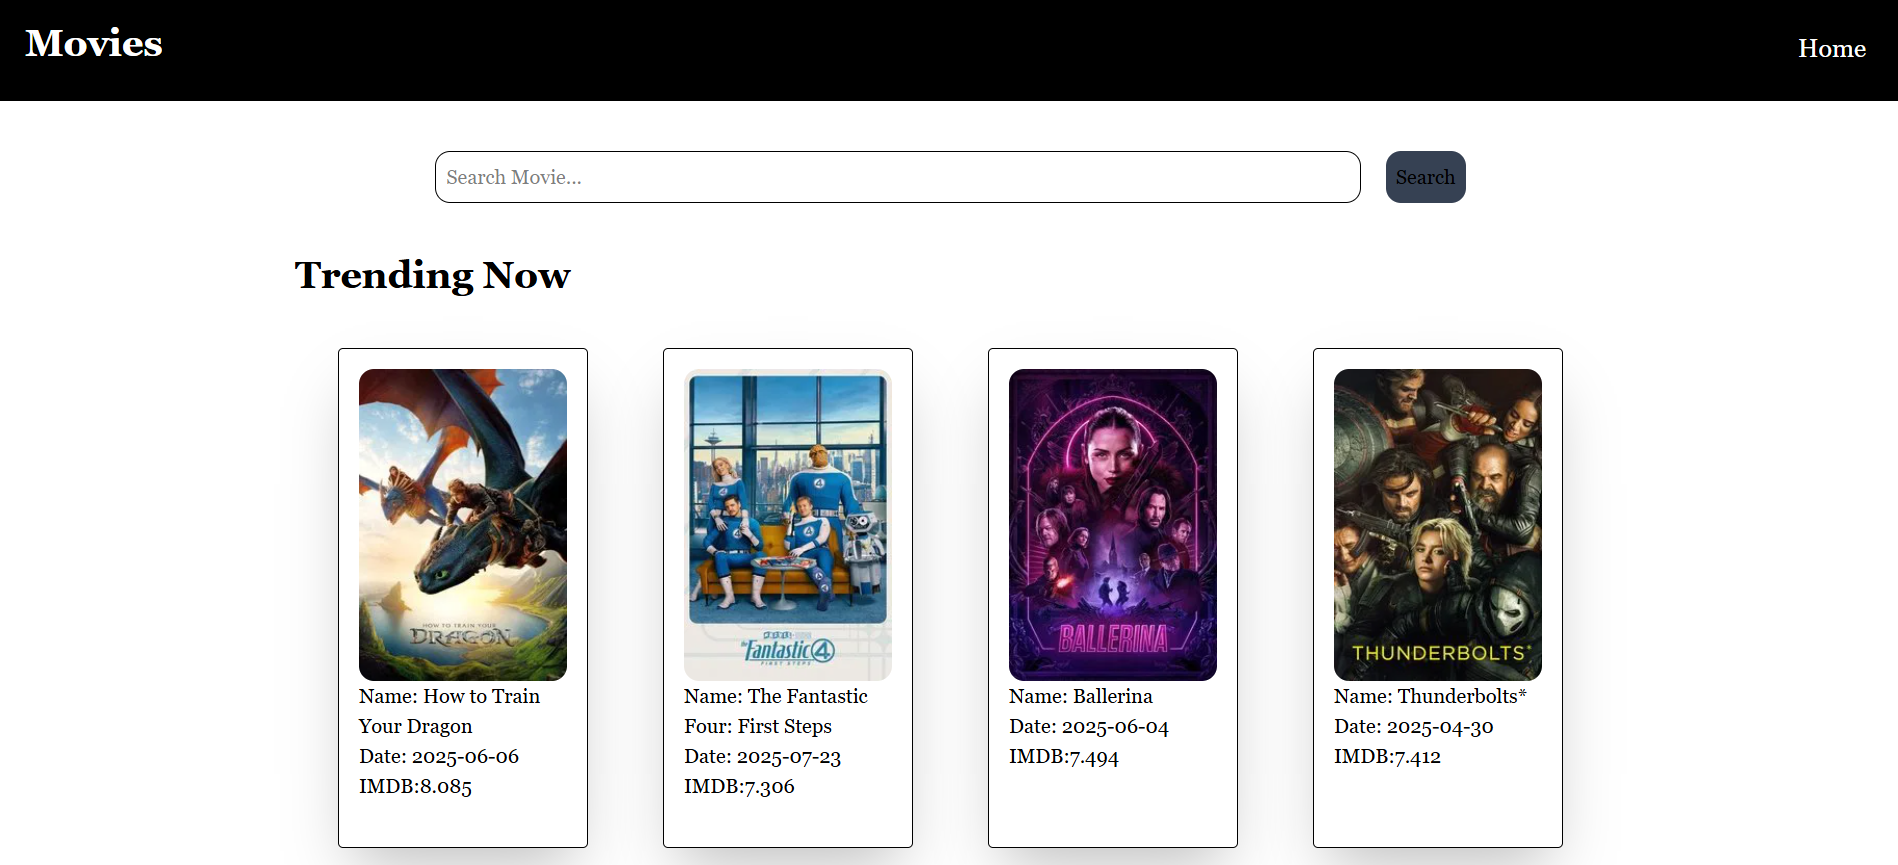 Movies
Home
Search Movie...
Search
Trending Now
HOW TO TRAIN YOUR
DRAGON
Name: How to Train
Your Dragon
Date: 2025-06-06
IMDB:8.085
the Fantastic 4
FIRST STEPS
Name: The Fantastic
Four: First Steps
Date: 2025-07-23
IMDB:7.306
BALLERINA
Name: Ballerina
Date: 2025-06-04
IMDB:7.494
THUNDERBOLTS*
Name: Thunderbolts*
Date: 2025-04-30
IMDB:7.412